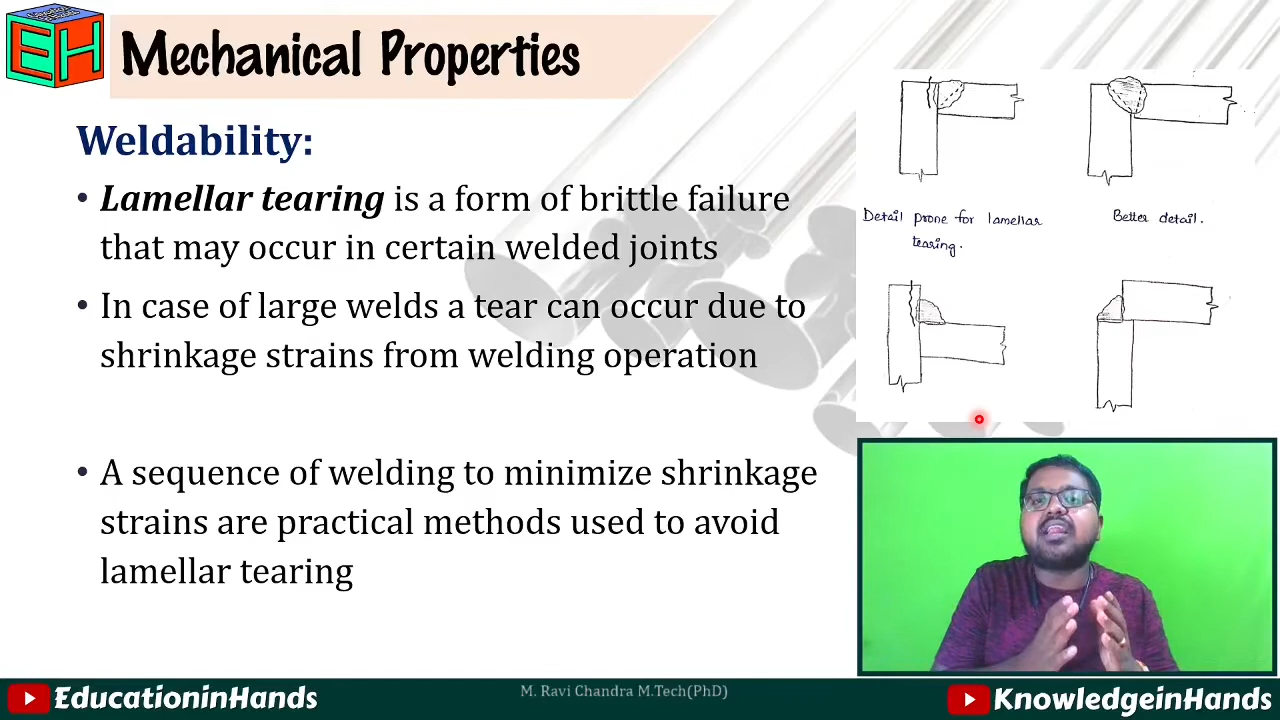 EH
Mechanical Properties
Weldability:
• Lamellar tearing is a form of brittle failure
that may occur in certain welded joints
• In case of large welds a tear can occur due to
shrinkage strains from welding operation
• A sequence of welding to minimize shrinkage
strains are practical methods used to avoid
lamellar tearing
Detail prone for lamellar
tearing.
Better detail.
EducationinHands
M. Ravi Chandra M.Tech(PhD)
KnowledgeinHands